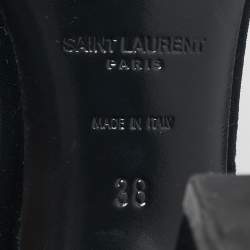 SAINT LAURENT
PARIS
MADE IN ITALY
38